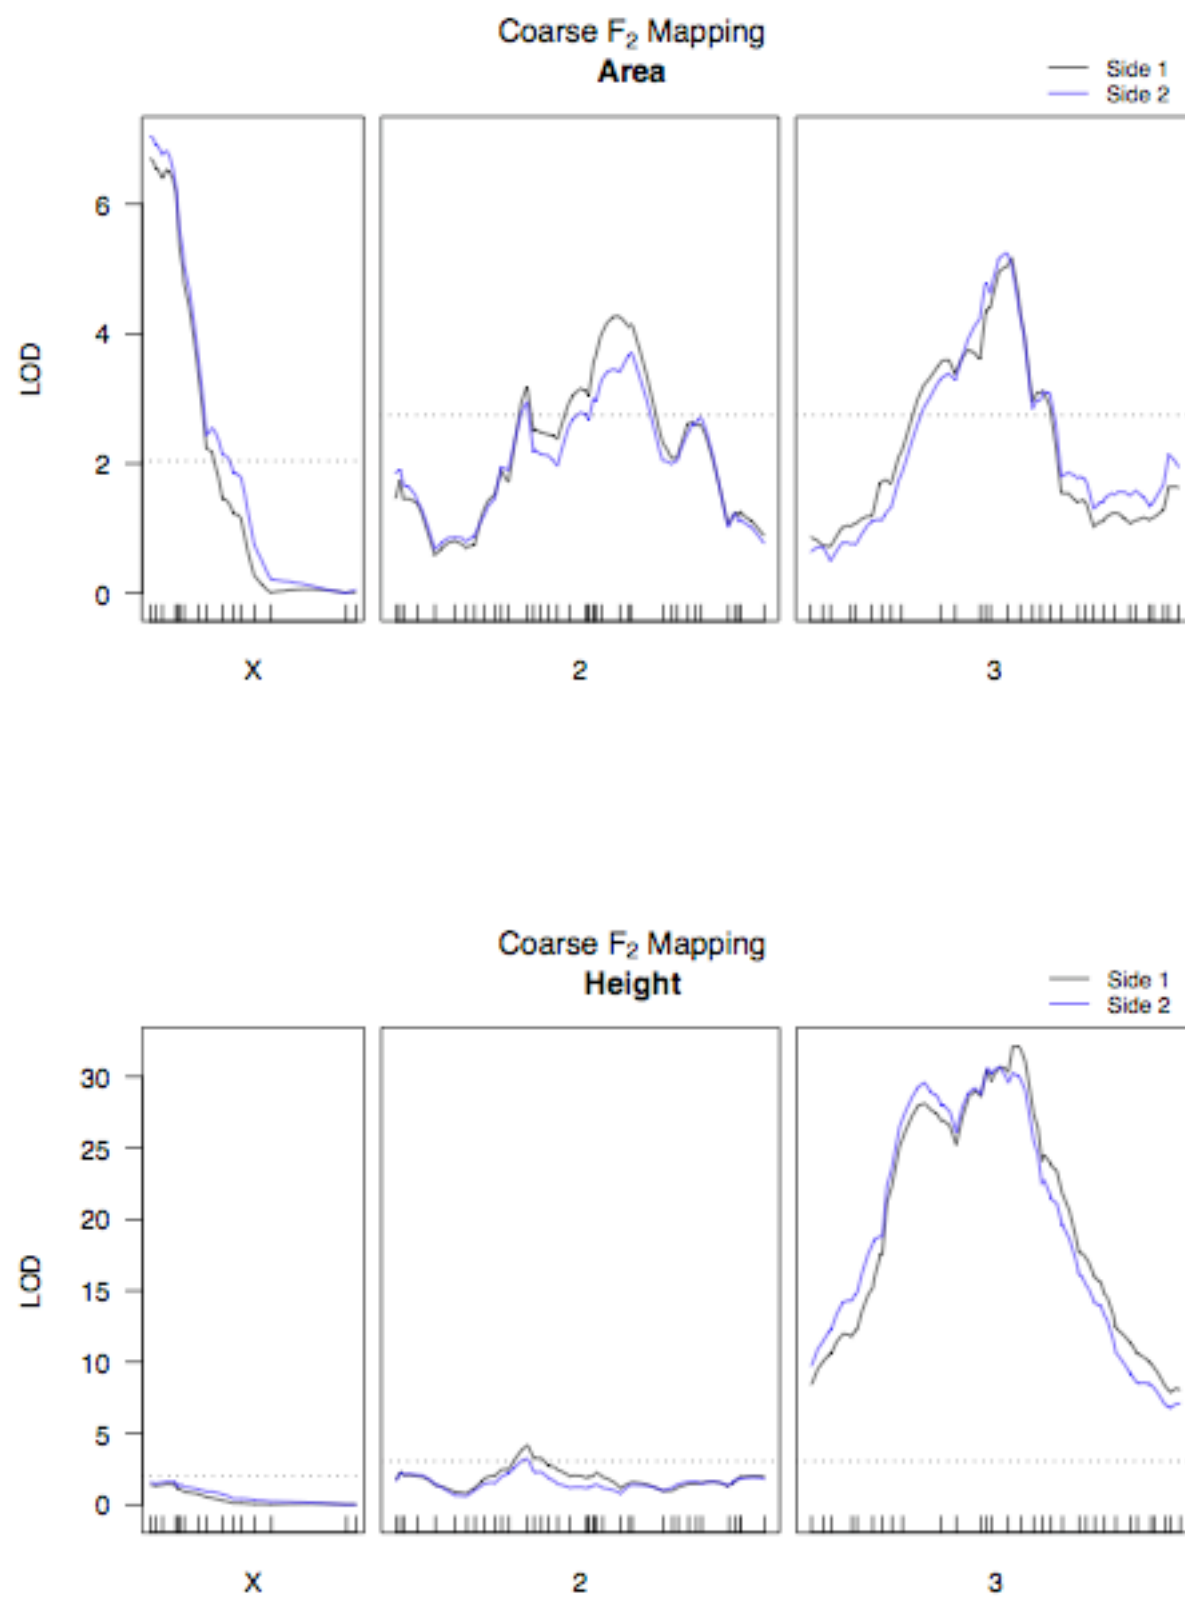 Coarse F₂ Mapping
Area
Side 1
Side 2
LOD
6
4
2
0
X
2
3
Coarse F₂ Mapping
Height
Side 1
Side 2
LOD
30
25
20
15
10
5
0
X
2
3